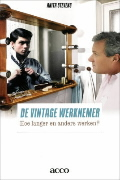 DE VINTAGE WERKNEMER
Hoe langer en anders werken?
acco